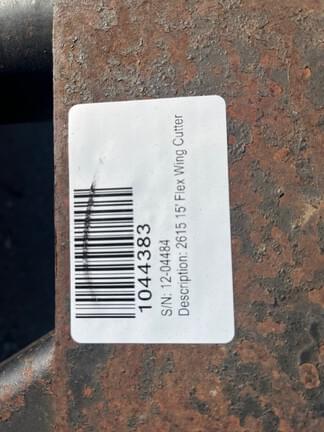 1044383
S/N: 12-04484
Description: 2615 15' Flex Wing Cutter